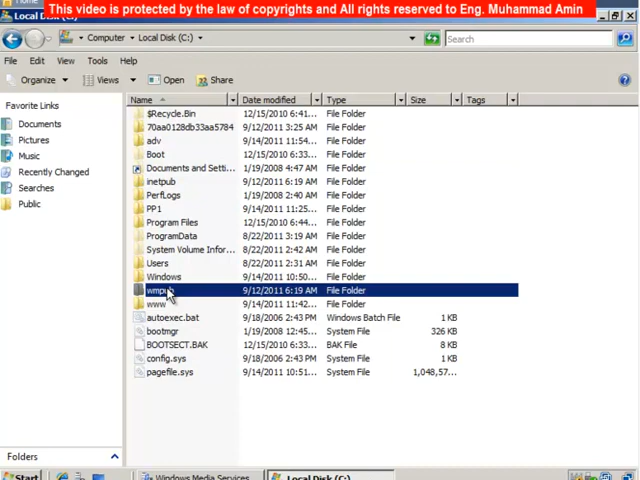 This video is protected by the law of copyrights and All rights reserved to Eng. Muhammad Amin
Local Disk (C:)
Computer Local Disk (C:) Search
File Edit View Tools Help
Organize Views Open Share
Favorite Links
Documents
Pictures
Music
Recently Changed
Searches
Public
Name Date modified Type Size Tags
$Recycle.Bin 12/15/2010 6:41... File Folder
70aa0128db33aa5784 9/12/2011 3:25 AM File Folder
adv 9/14/2011 11:54... File Folder
Boot 12/15/2010 6:33... File Folder
Documents and Setti... 1/19/2008 4:47 AM File Folder
inetpub 9/12/2011 6:19 AM File Folder
PerfLogs 1/19/2008 2:40 AM File Folder
PP1 9/14/2011 11:25... File Folder
Program Files 12/15/2010 6:44... File Folder
ProgramData 8/22/2011 3:19 AM File Folder
System Volume Infor... 8/22/2011 2:42 AM File Folder
Users 8/22/2011 2:31 AM File Folder
Windows 9/14/2011 10:50... File Folder
wmpub 9/12/2011 6:19 AM File Folder
www 9/14/2011 11:42... File Folder
autoexec.bat 9/18/2006 2:43 PM Windows Batch File 1 KB
bootmgr 1/19/2008 12:45... System File 326 KB
BOOTSECT.BAK 12/15/2010 6:33... BAK File 8 KB
config.sys 9/18/2006 2:43 PM System File 1 KB
pagefile.sys 9/14/2011 10:51... System File 1,048,57...
Folders
Start Windows Media Services Local Disk (C:)